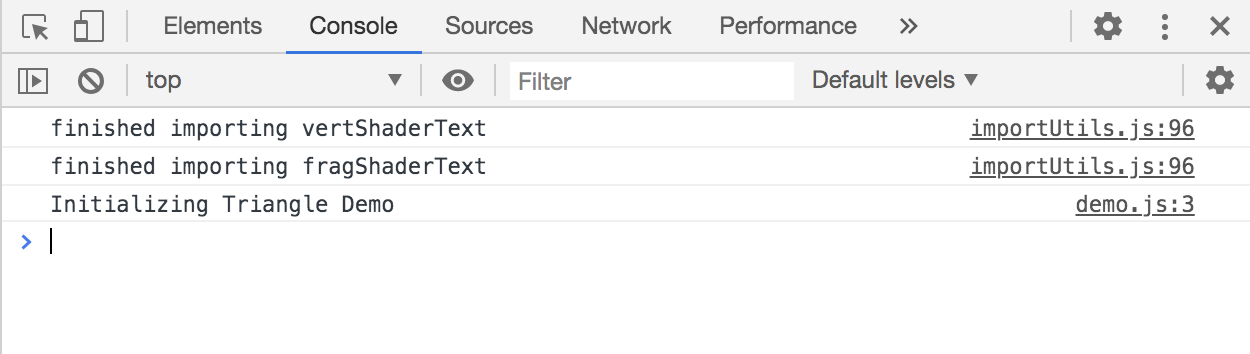 Elements Console Sources Network Performance »
top ▼ Filter Default levels ▼
finished importing vertShaderText importUtils.js:96
finished importing fragShaderText importUtils.js:96
Initializing Triangle Demo demo.js:3
>